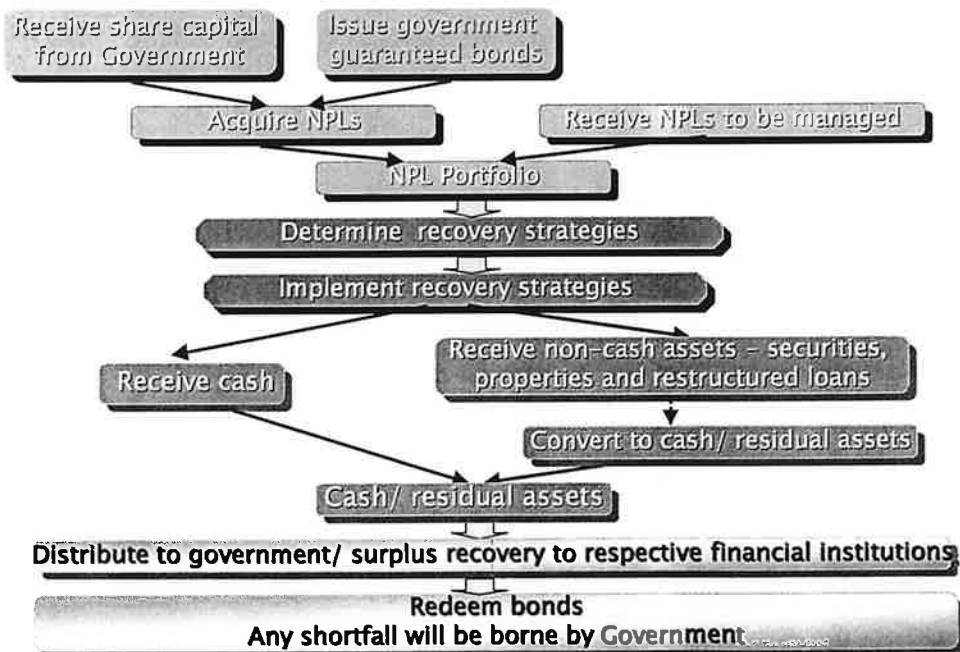 Receive share capital
from Government
Issue government
guaranteed bonds
Acquire NPLs
Receive NPLs to be managed
NPL Portfolio
Determine recovery strategies
Implement recovery strategies
Receive cash
Receive non-cash assets – securities,
properties and restructured loans
Convert to cash/ residual assets
Cash/ residual assets
Distribute to government/ surplus recovery to respective financial institutions
Redeem bonds
Any shortfall will be borne by Government